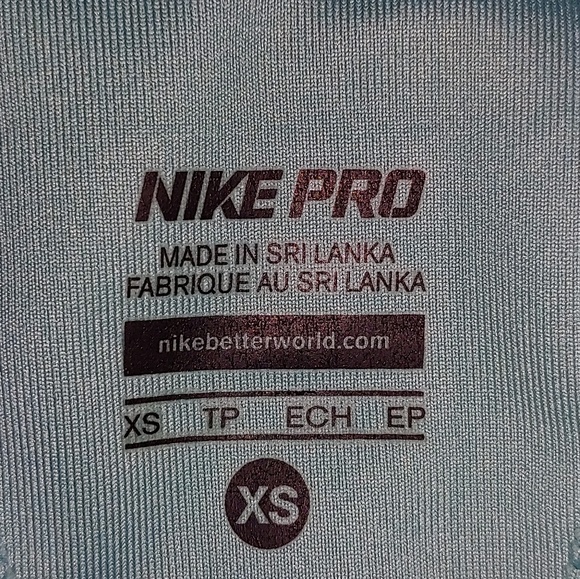 NIKE PRO
MADE IN SRI LANKA
FABRIQUE AU SRI LANKA
nikebetterworld.com
XS TP ECH EP
XS